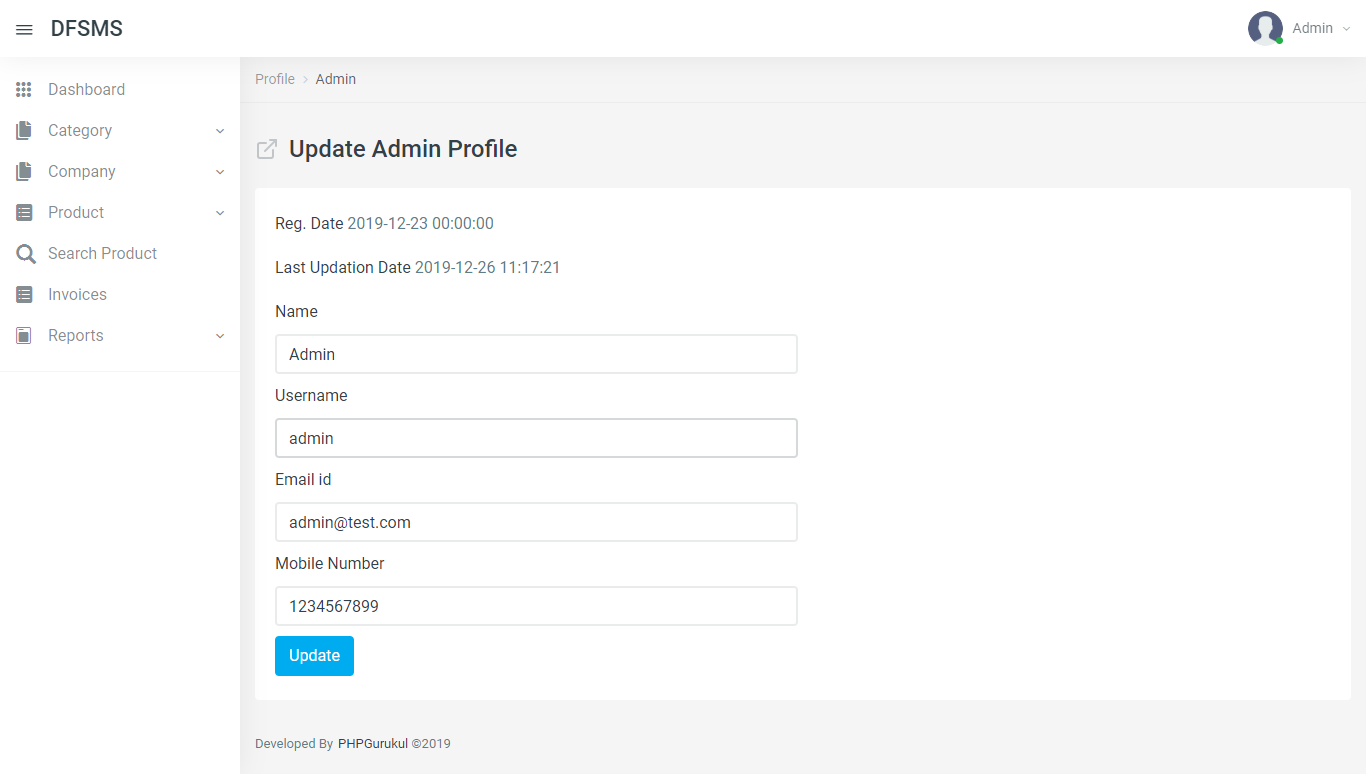 DFSMS
Admin
Dashboard
Category
Company
Product
Search Product
Invoices
Reports
Profile > Admin
Update Admin Profile
Reg. Date 2019-12-23 00:00:00
Last Updation Date 2019-12-26 11:17:21
Name
Admin
Username
admin
Email id
admin@test.com
Mobile Number
1234567899
Update
Developed By PHPGurukul ©2019